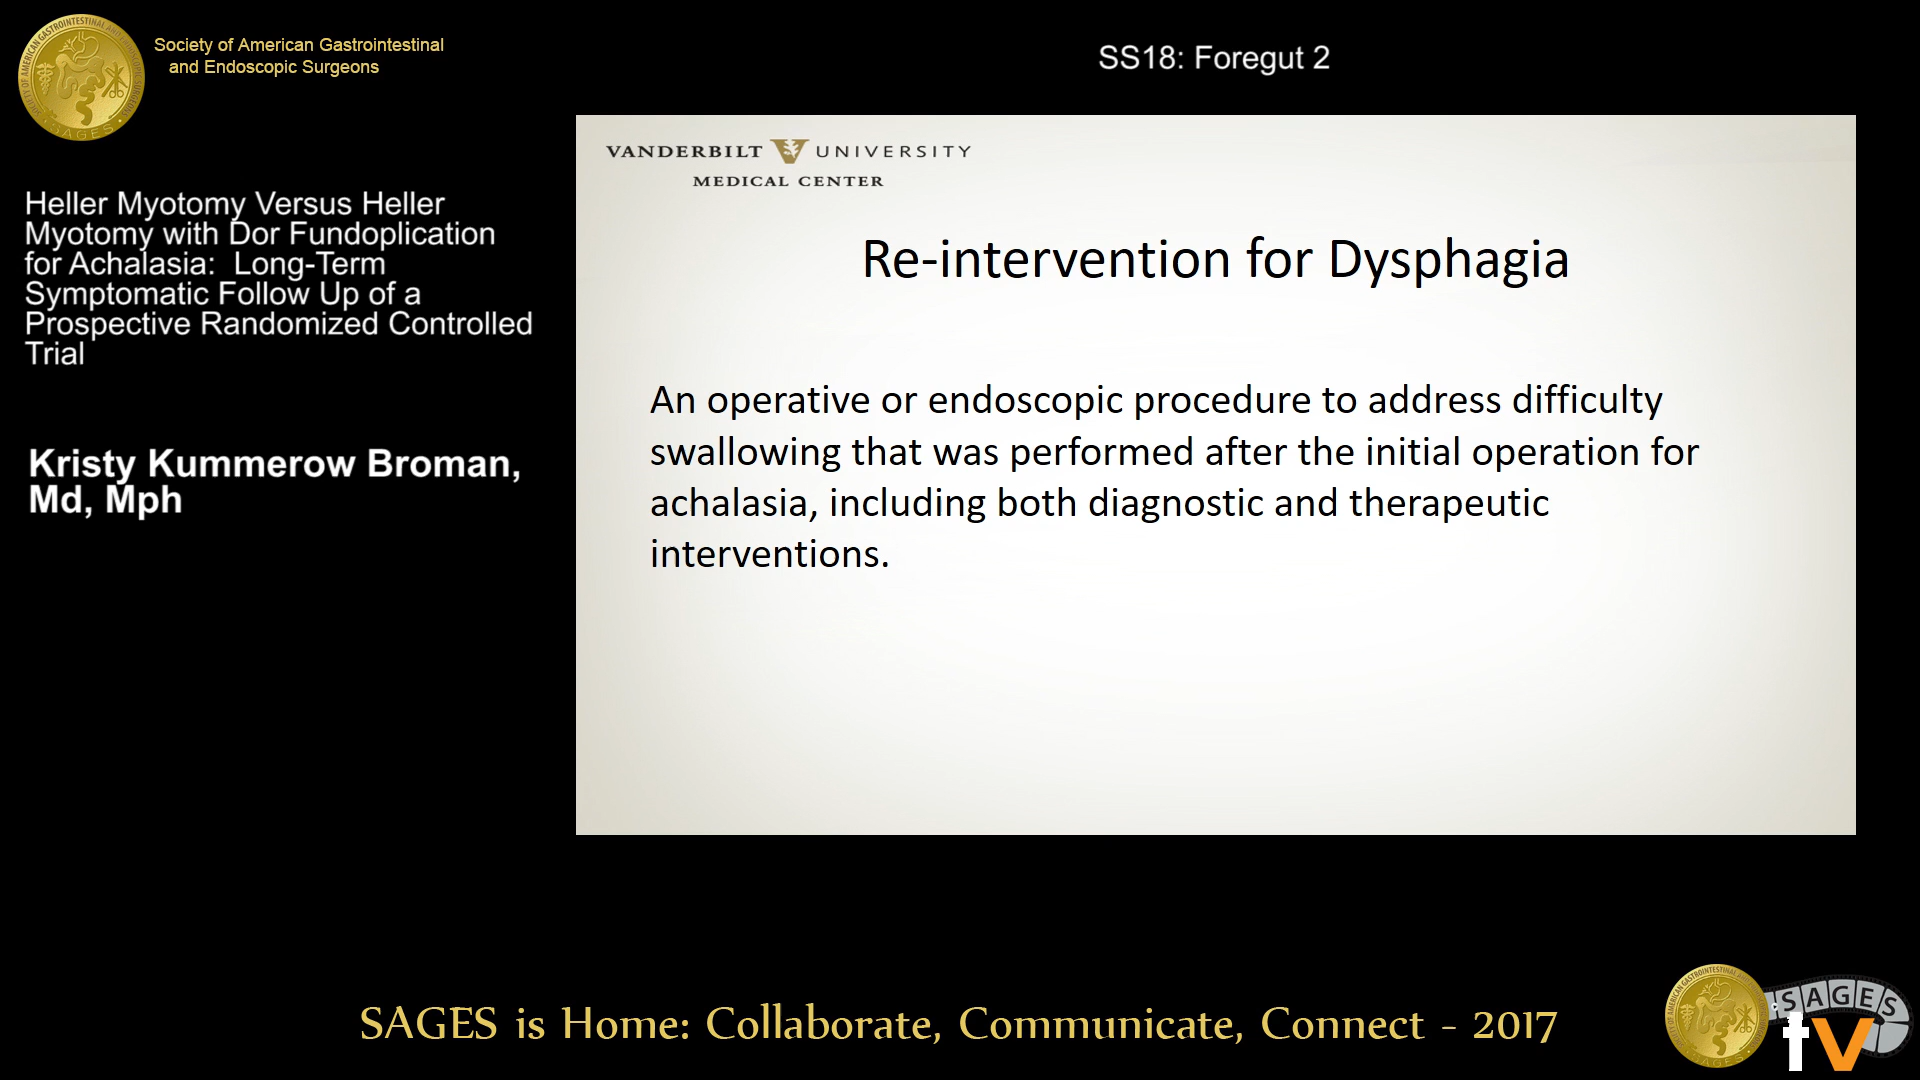 Society of American Gastrointestinal
and Endoscopic Surgeons
SS18: Foregut 2
VANDERBILT V UNIVERSITY
MEDICAL CENTER
Heller Myotomy Versus Heller
Myotomy with Dor Fundoplication
for Achalasia:  Long-Term
Symptomatic Follow Up of a
Prospective Randomized Controlled
Trial
Kristy Kummerow Broman,
Md, Mph
Re-intervention for Dysphagia
An operative or endoscopic procedure to address difficulty
swallowing that was performed after the initial operation for
achalasia, including both diagnostic and therapeutic
interventions.
SAGES is Home: Collaborate, Communicate, Connect - 2017
SAGES
tv